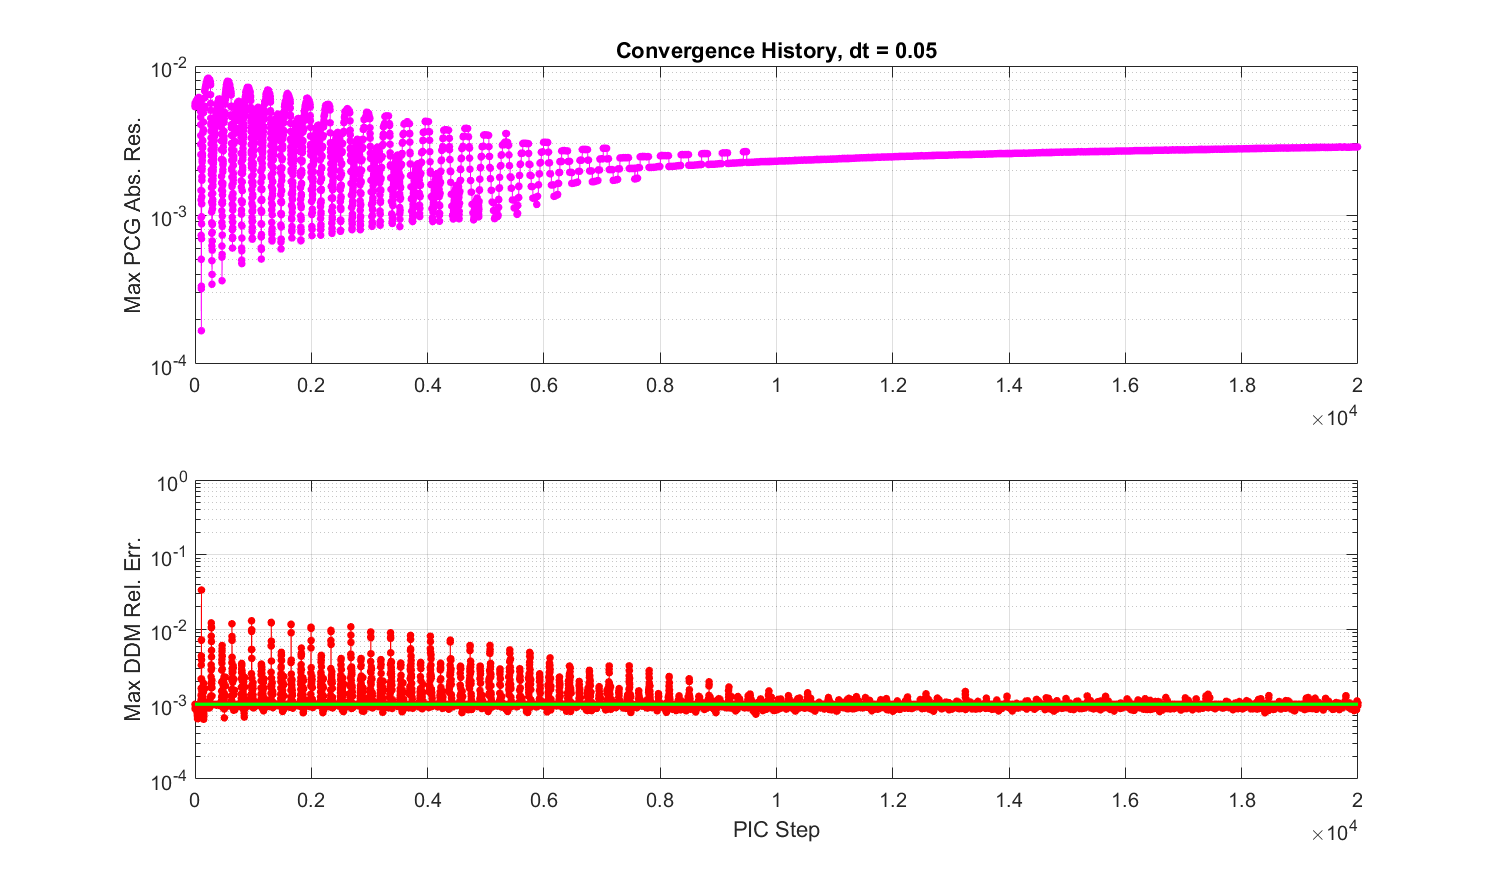 Convergence History, dt = 0.05
Max PCG Abs. Res.
10^-2
10^-3
10^-4
0 0.2 0.4 0.6 0.8 1 1.2 1.4 1.6 1.8 2
×10^4
Max DDM Rel. Err.
10^0
10^-1
10^-2
10^-3
10^-4
0 0.2 0.4 0.6 0.8 1 1.2 1.4 1.6 1.8 2
PIC Step
×10^4